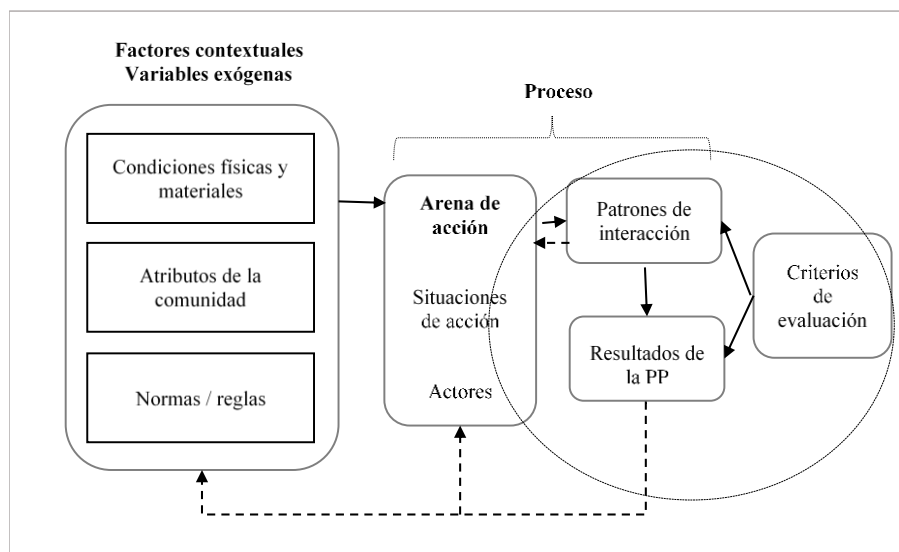 Factores contextuales
Variables exógenas
Condiciones físicas y
materiales
Atributos de la
comunidad
Normas / reglas
Proceso
Arena de
acción
Situaciones
de acción
Actores
Patrones de
interacción
Resultados de
la PP
Criterios
de
evaluación